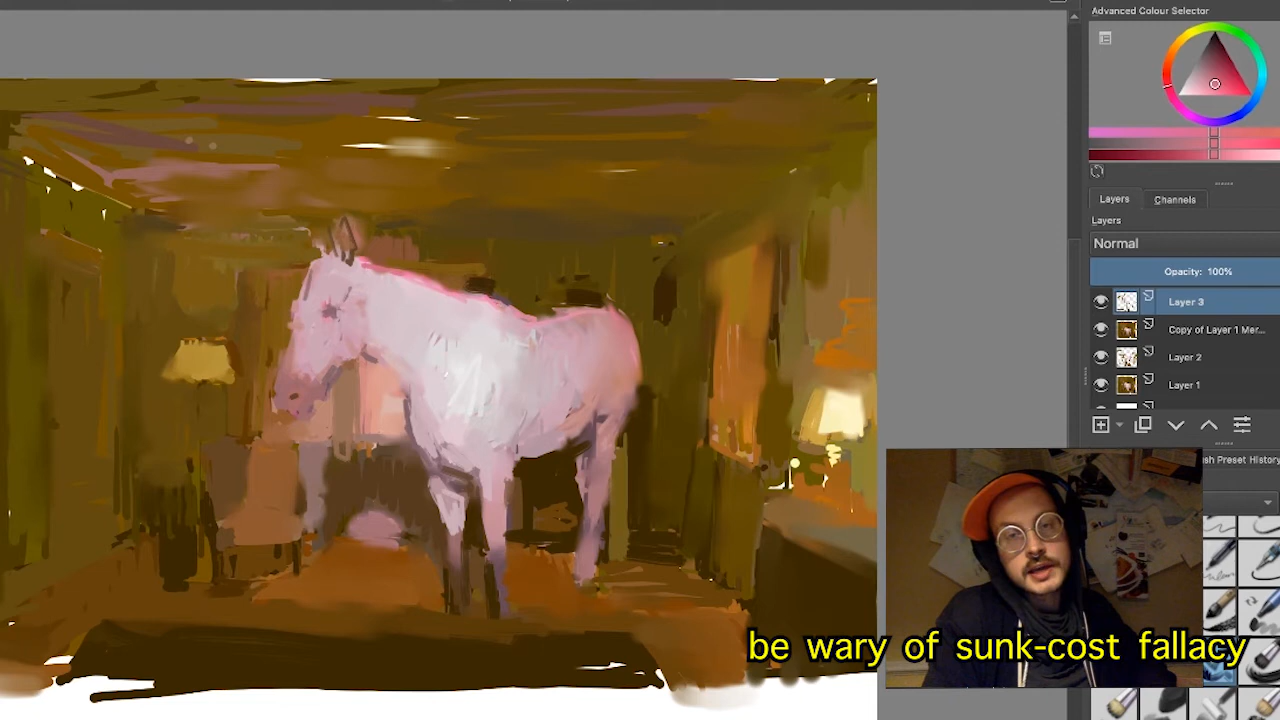 Advanced Colour Selector
Layers Channels
Layers
Normal
Opacity: 100%
Layer 3
Copy of Layer 1 Mer...
Layer 2
Layer 1
Preset History
be wary of sunk-cost fallacy